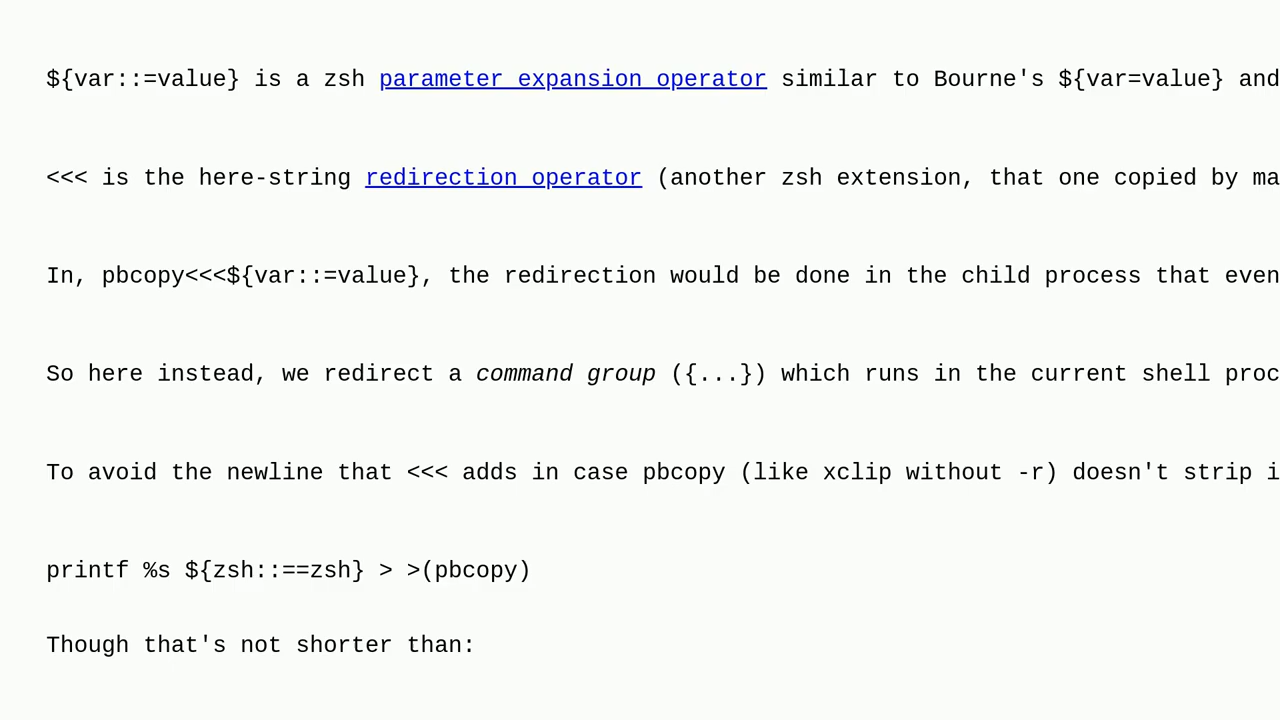 ${var::=value} is a zsh parameter expansion operator similar to Bourne's ${var=value} and
<<< is the here-string redirection operator (another zsh extension, that one copied by ma
In, pbcopy<<<${var::=value}, the redirection would be done in the child process that even
So here instead, we redirect a command group ({...}) which runs in the current shell proc
To avoid the newline that <<< adds in case pbcopy (like xclip without -r) doesn't strip i
printf %s ${zsh::==zsh} > >(pbcopy)
Though that's not shorter than: